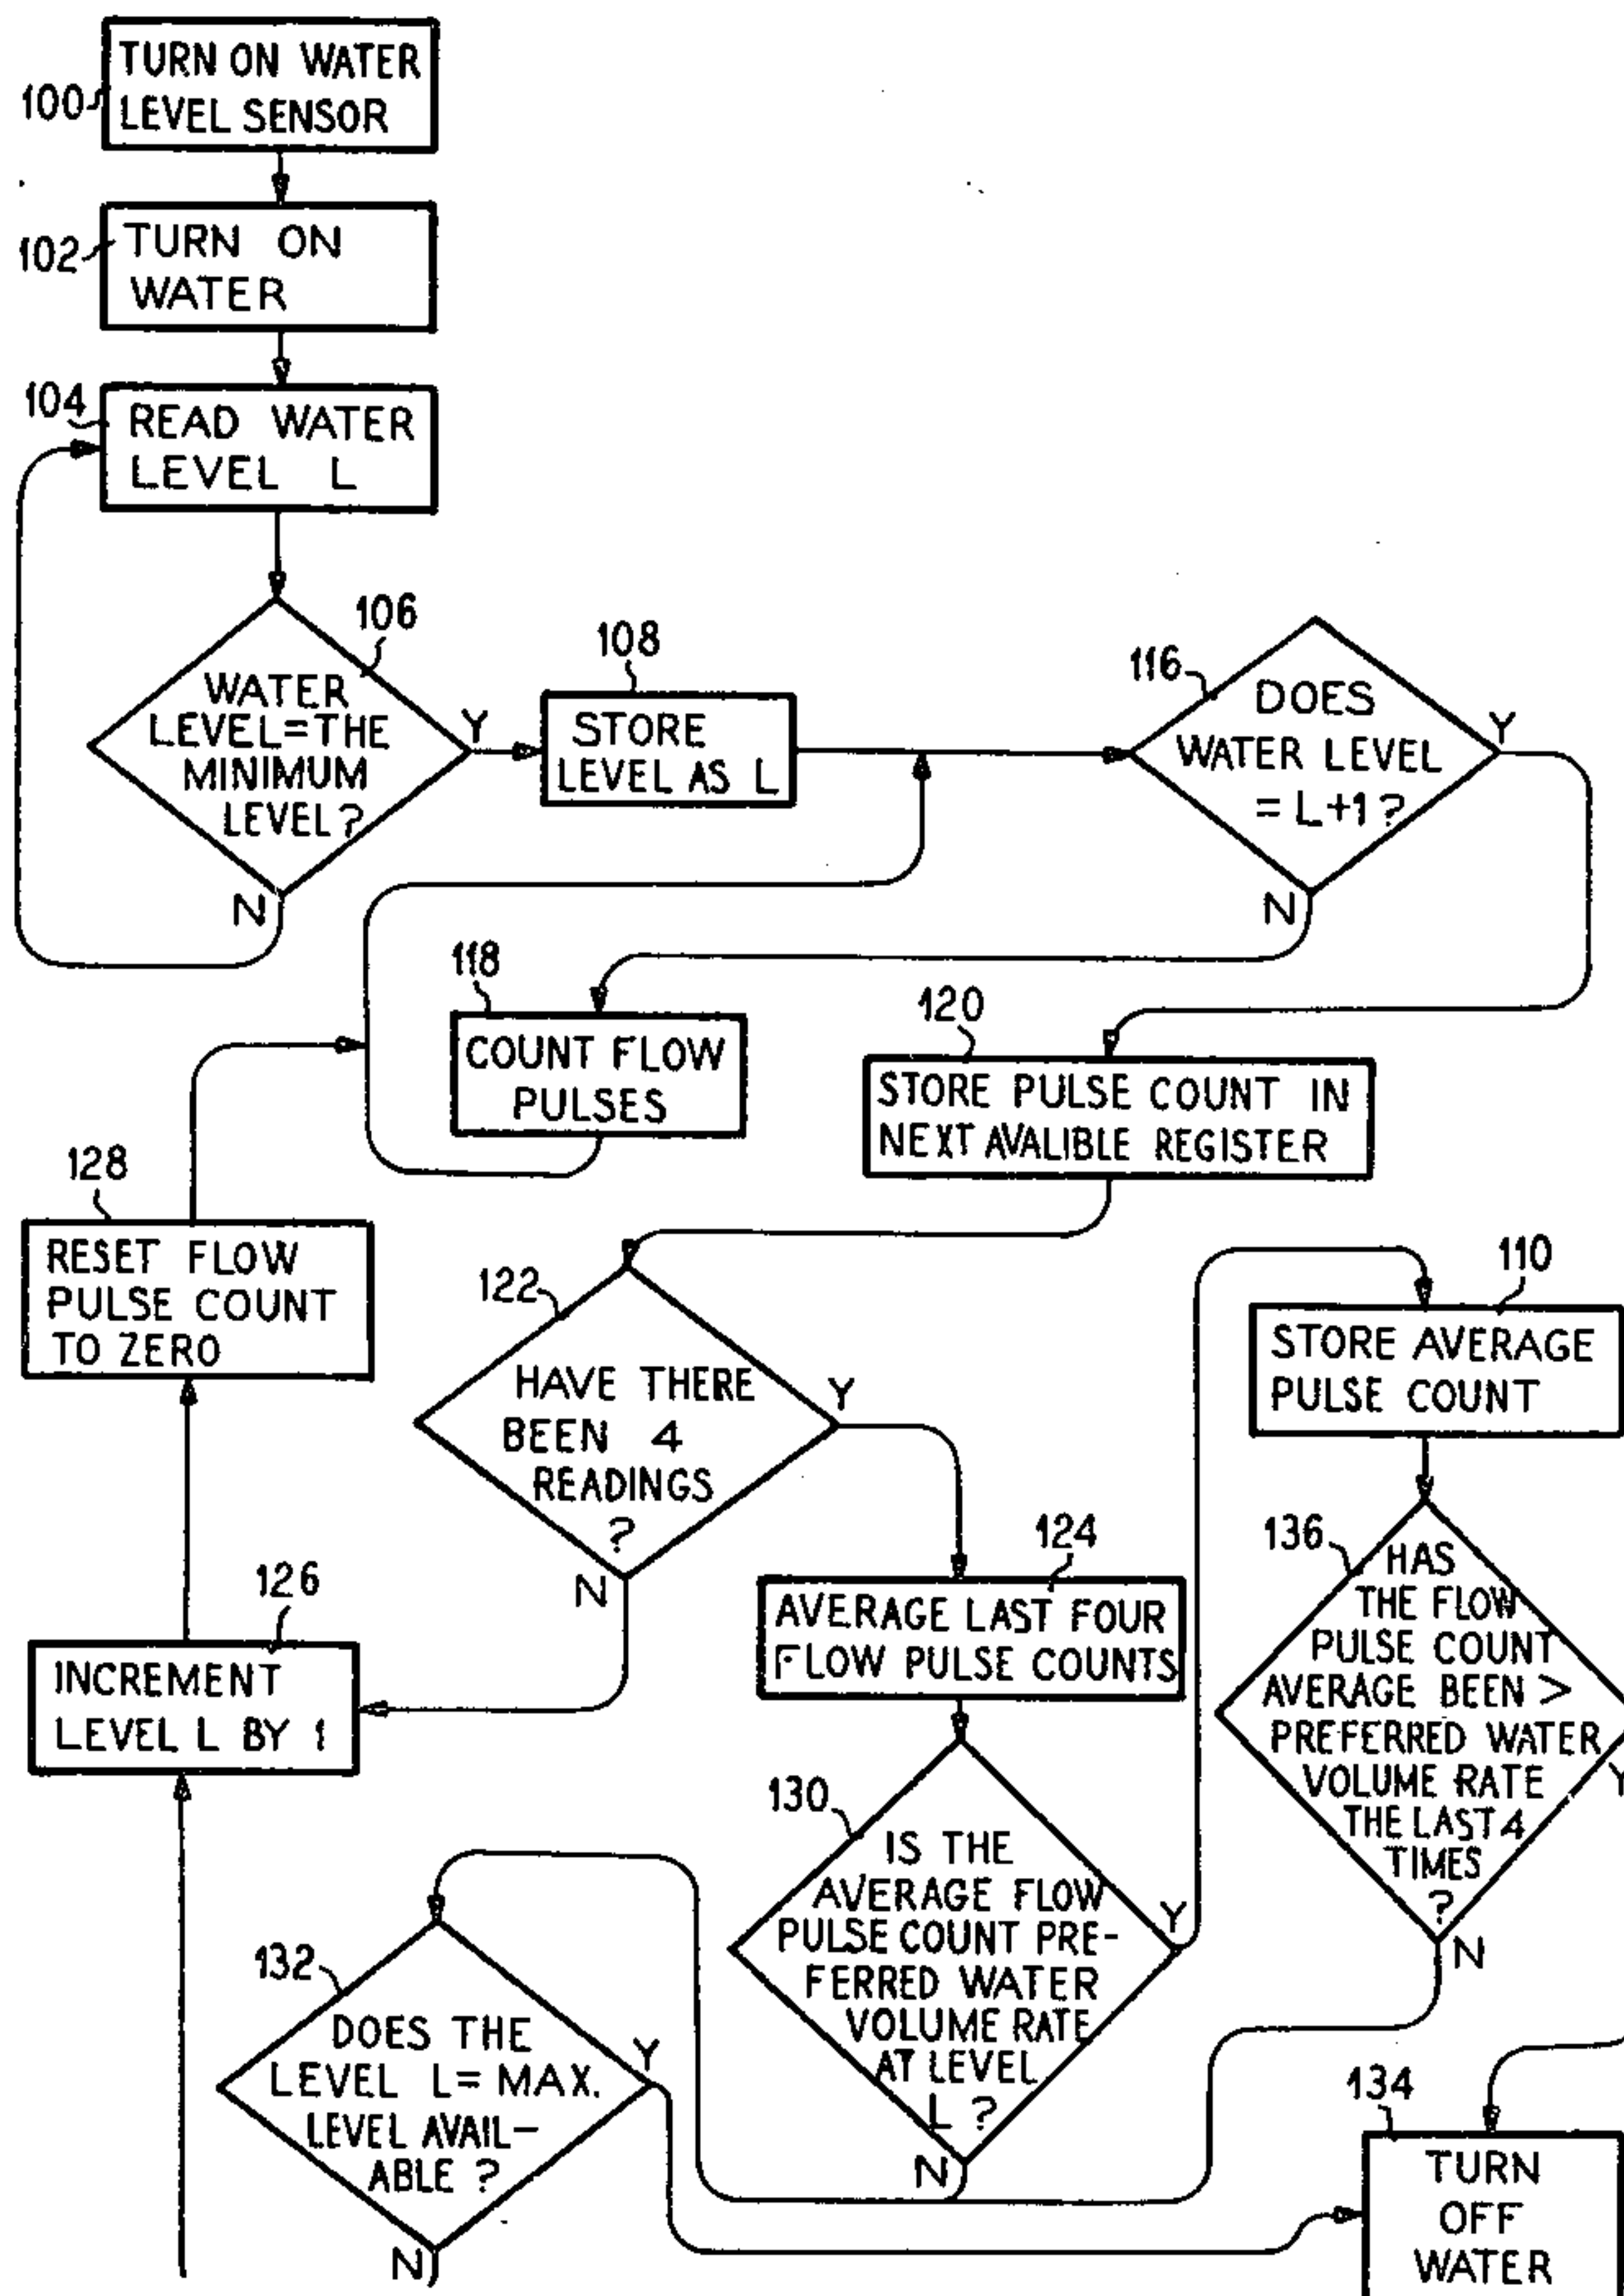 TURN ON WATER
LEVEL SENSOR
100
TURN ON
WATER
102
104
READ WATER
LEVEL L
106
WATER
LEVEL=THE
MINIMUM
LEVEL?
Y
N
108
STORE
LEVEL AS L
116
DOES
WATER LEVEL
= L+1?
Y
N
118
COUNT FLOW
PULSES
120
STORE PULSE COUNT IN
NEXT AVALIBLE REGISTER
128
RESET FLOW
PULSE COUNT
TO ZERO
122
HAVE THERE
BEEN 4
READINGS
?
Y
N
110
STORE AVERAGE
PULSE COUNT
126
INCREMENT
LEVEL L BY 1
124
AVERAGE LAST FOUR
FLOW PULSE COUNTS
136
HAS
THE FLOW
PULSE COUNT
AVERAGE BEEN >
PREFERRED WATER
VOLUME RATE
THE LAST 4
TIMES
?
Y
N
130
IS THE
AVERAGE FLOW
PULSE COUNT PRE-
FERRED WATER
VOLUME RATE
AT LEVEL
L ?
Y
N
132
DOES THE
LEVEL L=MAX.
LEVEL AVAIL-
ABLE ?
Y
N
134
TURN
OFF
WATER